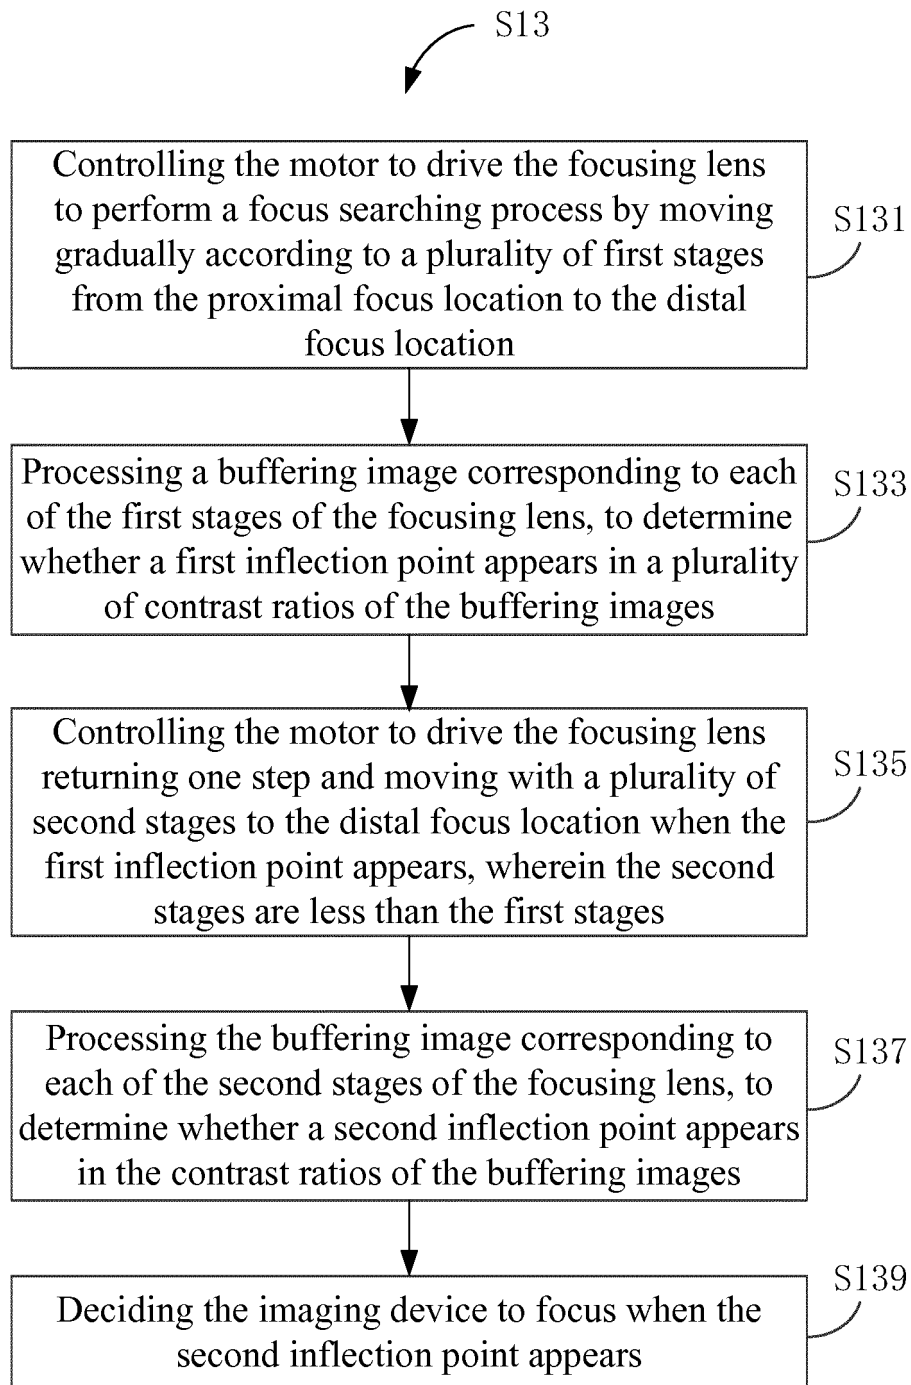 S13
Controlling the motor to drive the focusing lens
to perform a focus searching process by moving
gradually according to a plurality of first stages
from the proximal focus location to the distal
focus location
S131
Processing a buffering image corresponding to each
of the first stages of the focusing lens, to determine
whether a first inflection point appears in a plurality
of contrast ratios of the buffering images
S133
Controlling the motor to drive the focusing lens
returning one step and moving with a plurality of
second stages to the distal focus location when the
first inflection point appears, wherein the second
stages are less than the first stages
S135
Processing the buffering image corresponding to
each of the second stages of the focusing lens, to
determine whether a second inflection point appears
in the contrast ratios of the buffering images
S137
Deciding the imaging device to focus when the
second inflection point appears
S139